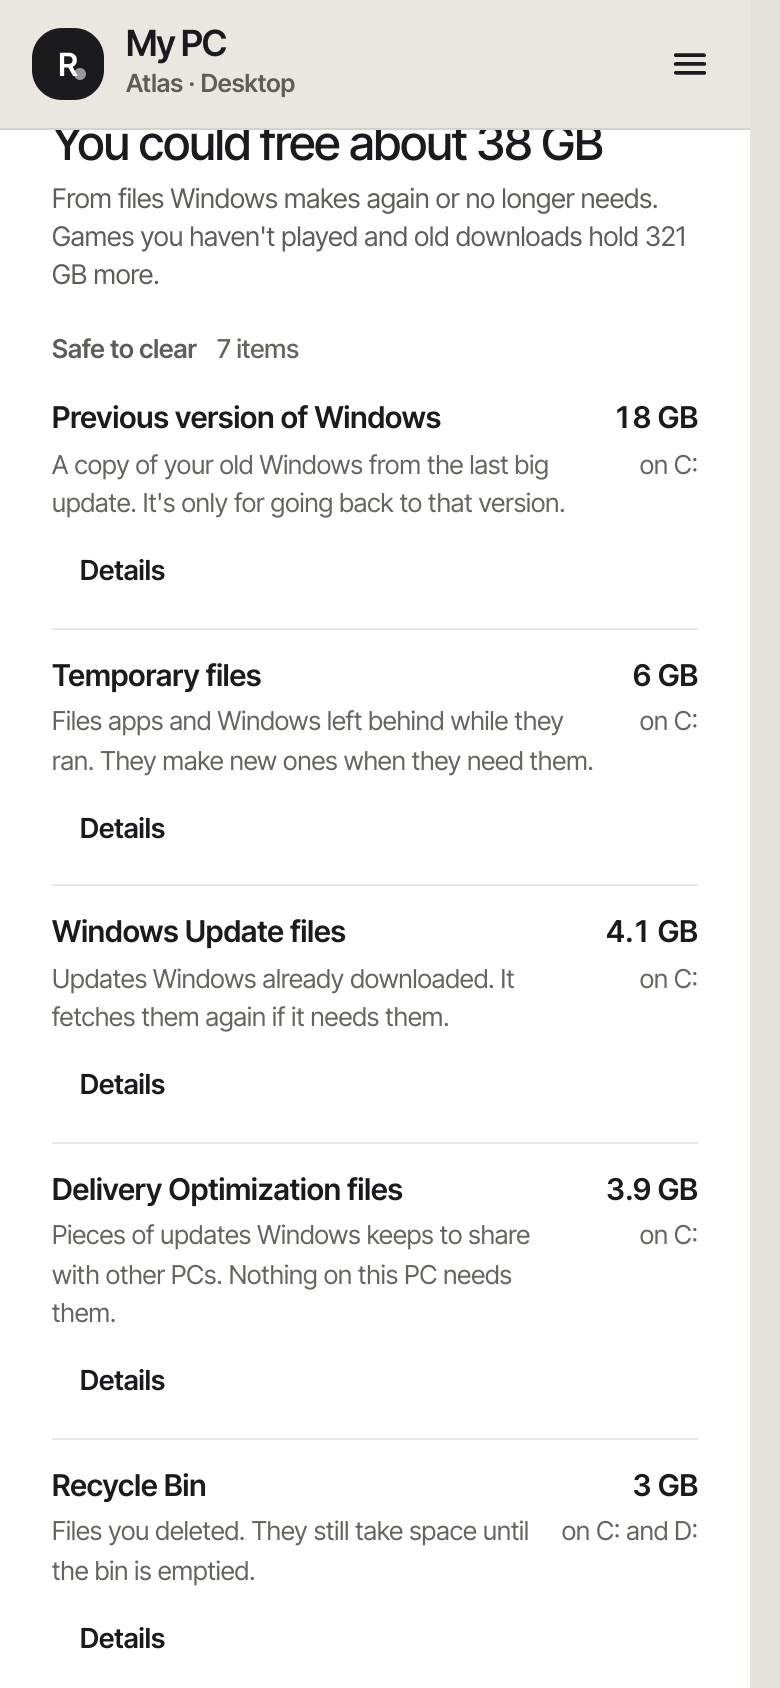 R
My PC
Atlas · Desktop
You could free about 38 GB
From files Windows makes again or no longer needs.
Games you haven't played and old downloads hold 321
GB more.
Safe to clear 7 items
Previous version of Windows 18 GB
A copy of your old Windows from the last big on C:
update. It's only for going back to that version.
Details
Temporary files 6 GB
Files apps and Windows left behind while they on C:
ran. They make new ones when they need them.
Details
Windows Update files 4.1 GB
Updates Windows already downloaded. It on C:
fetches them again if it needs them.
Details
Delivery Optimization files 3.9 GB
Pieces of updates Windows keeps to share on C:
with other PCs. Nothing on this PC needs
them.
Details
Recycle Bin 3 GB
Files you deleted. They still take space until on C: and D:
the bin is emptied.
Details